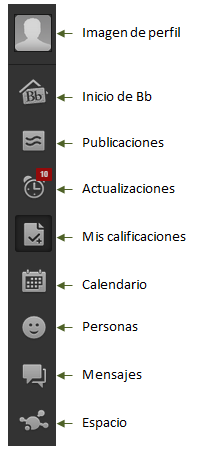 Imagen de perfil
Bb
Inicio de Bb
Publicaciones
10
Actualizaciones
Mis calificaciones
Calendario
Personas
Mensajes
Espacio